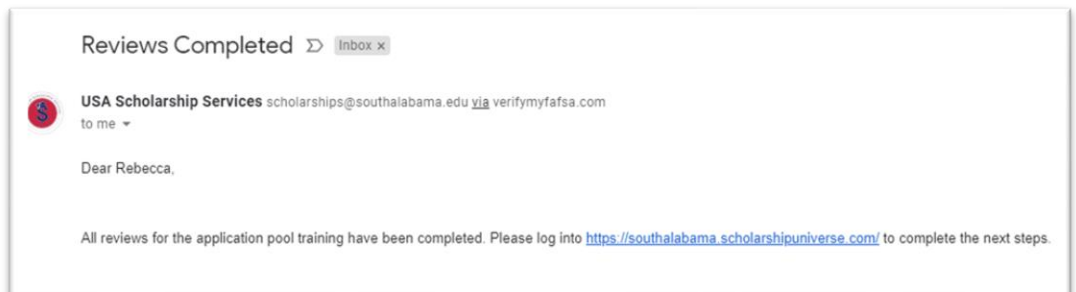 Reviews Completed Inbox x
USA Scholarship Services scholarships@southalabama.edu via verifymyfafsa.com
to me
Dear Rebecca,
All reviews for the application pool training have been completed. Please log into https://southalabama.scholarshipuniverse.com/ to complete the next steps.